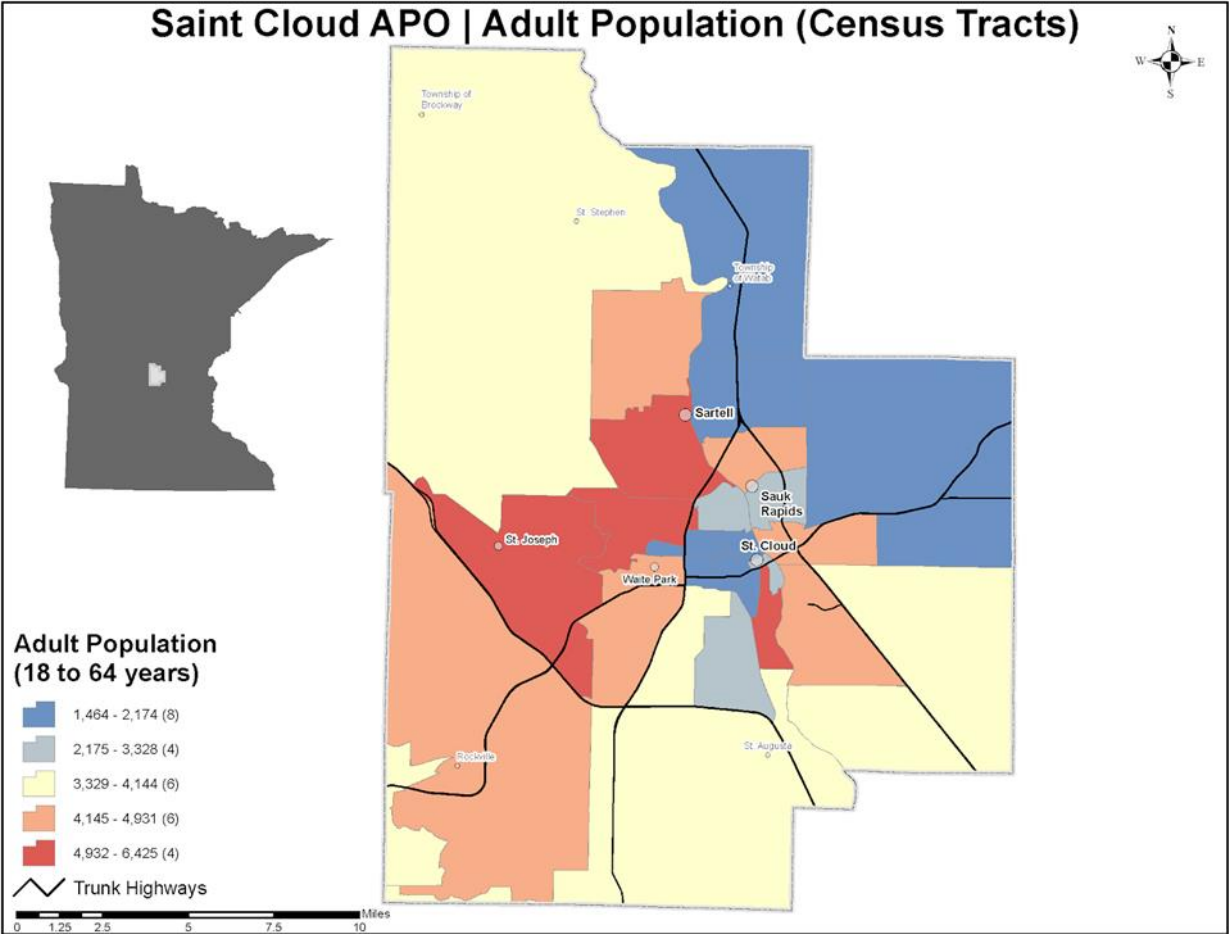 Saint Cloud APO | Adult Population (Census Tracts)
N
W
E
S
Township of
Brockway
St. Stephen
Township
of Watab
Sartell
Sauk
Rapids
St. Joseph
St. Cloud
Waite Park
St. Augusta
Rockville
Adult Population
(18 to 64 years)
1,464 - 2,174 (8)
2,175 - 3,328 (4)
3,329 - 4,144 (6)
4,145 - 4,931 (6)
4,932 - 6,425 (4)
Trunk Highways
Miles
0 1.25 2.5 5 7.5 10